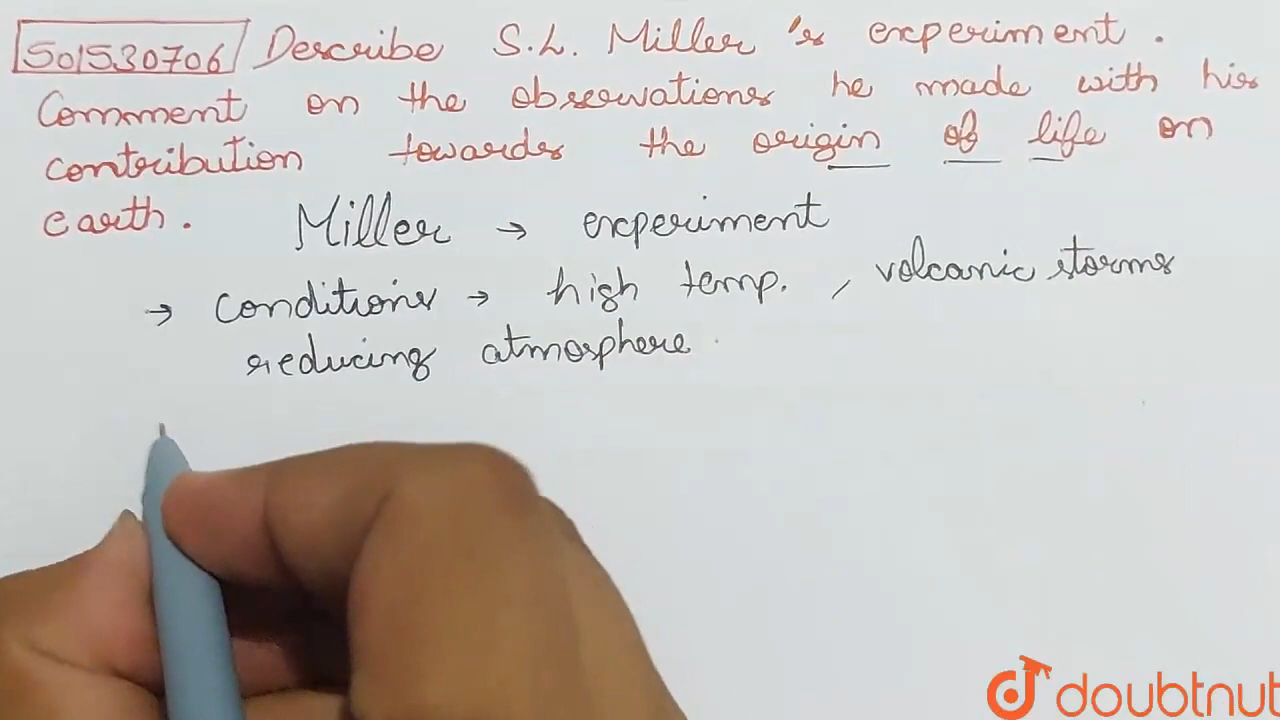 501530706 Describe S.L. Miller's experiment.
Comment on the observations he made with his
contribution towards the origin of life on
earth.
Miller → experiment
→ conditions → high temp., volcanic storms
reducing atmosphere
doubtnut